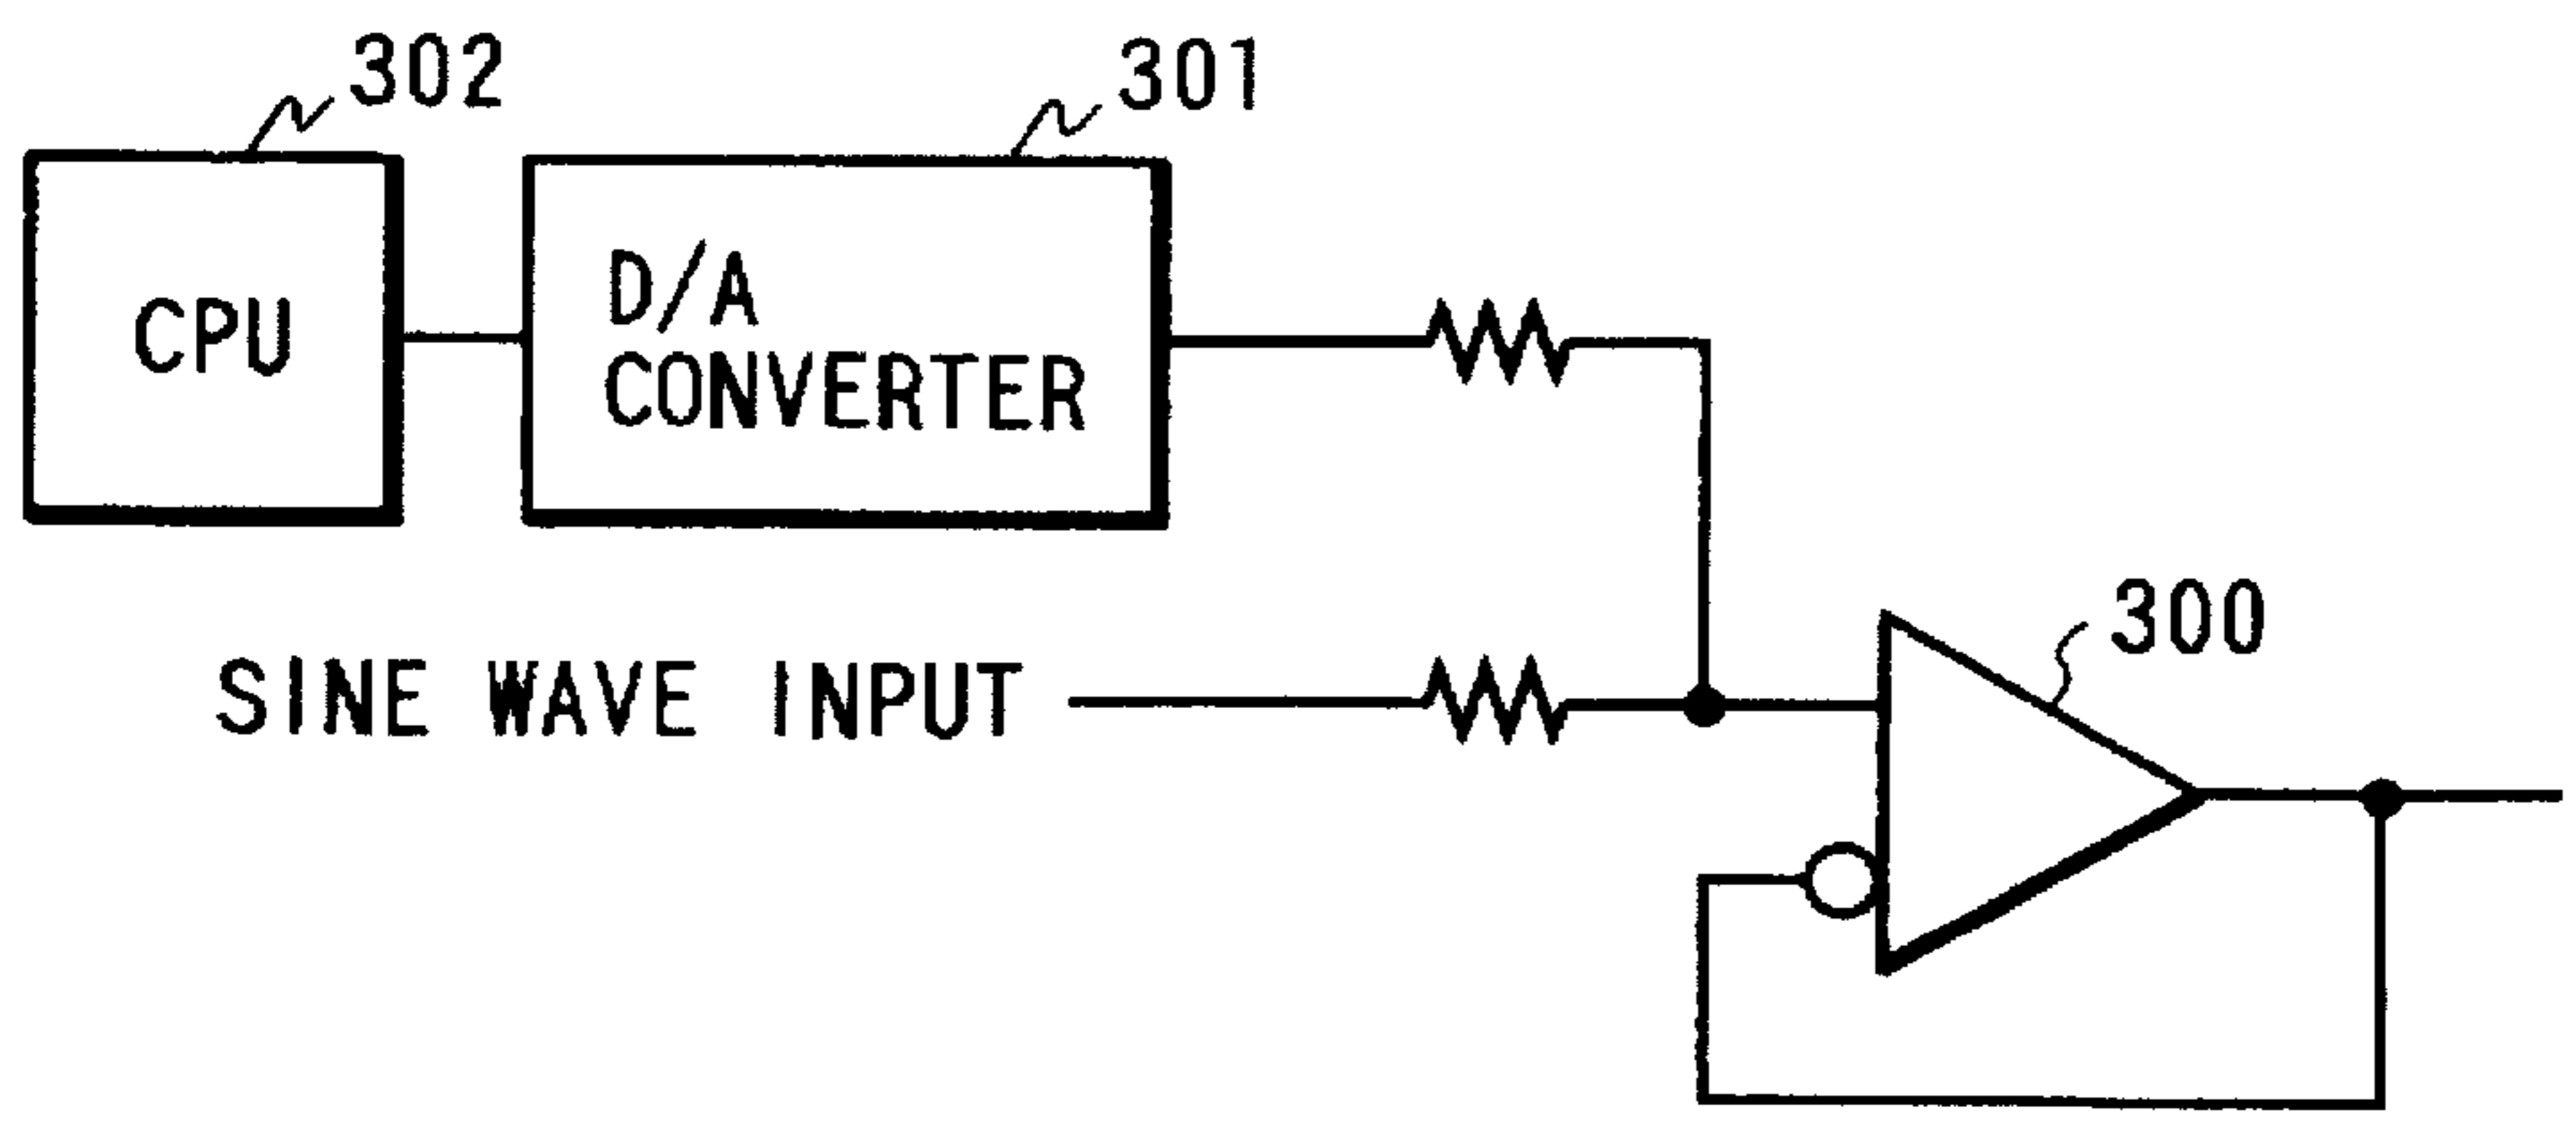 302
301
CPU
D/A
CONVERTER
SINE WAVE INPUT
300